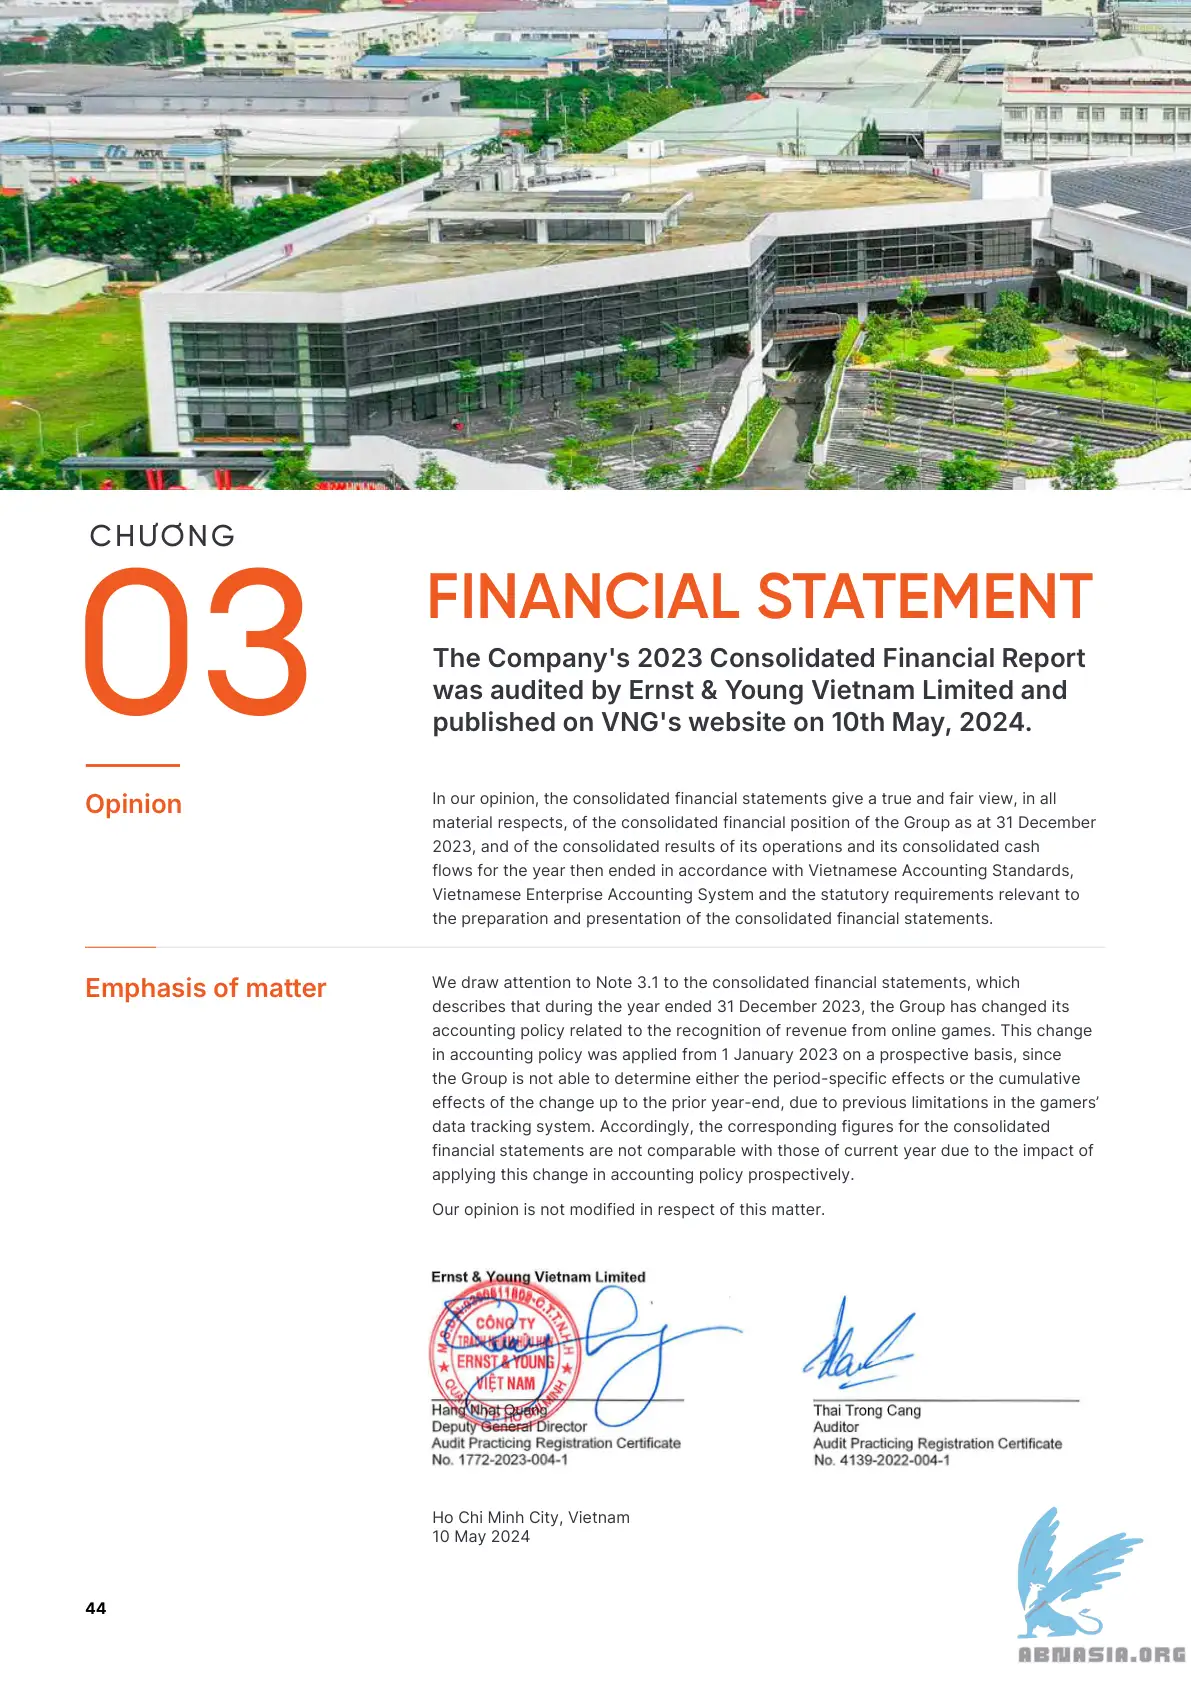 CHƯƠNG
03
FINANCIAL STATEMENT
The Company's 2023 Consolidated Financial Report
was audited by Ernst & Young Vietnam Limited and
published on VNG's website on 10th May, 2024.
Opinion
In our opinion, the consolidated financial statements give a true and fair view, in all
material respects, of the consolidated financial position of the Group as at 31 December
2023, and of the consolidated results of its operations and its consolidated cash
flows for the year then ended in accordance with Vietnamese Accounting Standards,
Vietnamese Enterprise Accounting System and the statutory requirements relevant to
the preparation and presentation of the consolidated financial statements.
Emphasis of matter
We draw attention to Note 3.1 to the consolidated financial statements, which
describes that during the year ended 31 December 2023, the Group has changed its
accounting policy related to the recognition of revenue from online games. This change
in accounting policy was applied from 1 January 2023 on a prospective basis, since
the Group is not able to determine either the period-specific effects or the cumulative
effects of the change up to the prior year-end, due to previous limitations in the gamers’
data tracking system. Accordingly, the corresponding figures for the consolidated
financial statements are not comparable with those of current year due to the impact of
applying this change in accounting policy prospectively.
Our opinion is not modified in respect of this matter.
Ernst & Young Vietnam Limited
CÔNG TY
TRÁCH NHIỆM HỮU HẠN
ERNST & YOUNG
VIỆT NAM
Hang Nhat Quang
Deputy General Director
Audit Practicing Registration Certificate
No. 1772-2023-004-1
Thai Trong Cang
Auditor
Audit Practicing Registration Certificate
No. 4139-2022-004-1
Ho Chi Minh City, Vietnam
10 May 2024
44
ABNASIA.ORG